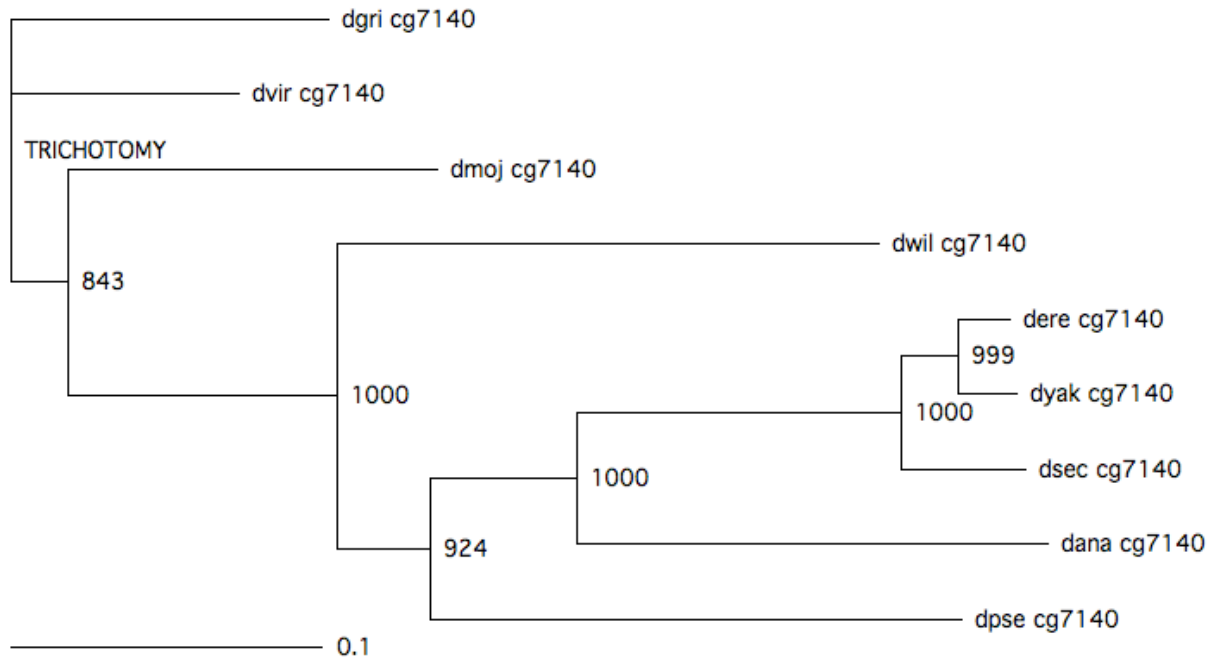 dgri cg7140
dvir cg7140
TRICHOTOMY
dmoj cg7140
dwil cg7140
843
dere cg7140
999
1000
dyak cg7140
1000
dsec cg7140
1000
dana cg7140
924
dpse cg7140
0.1